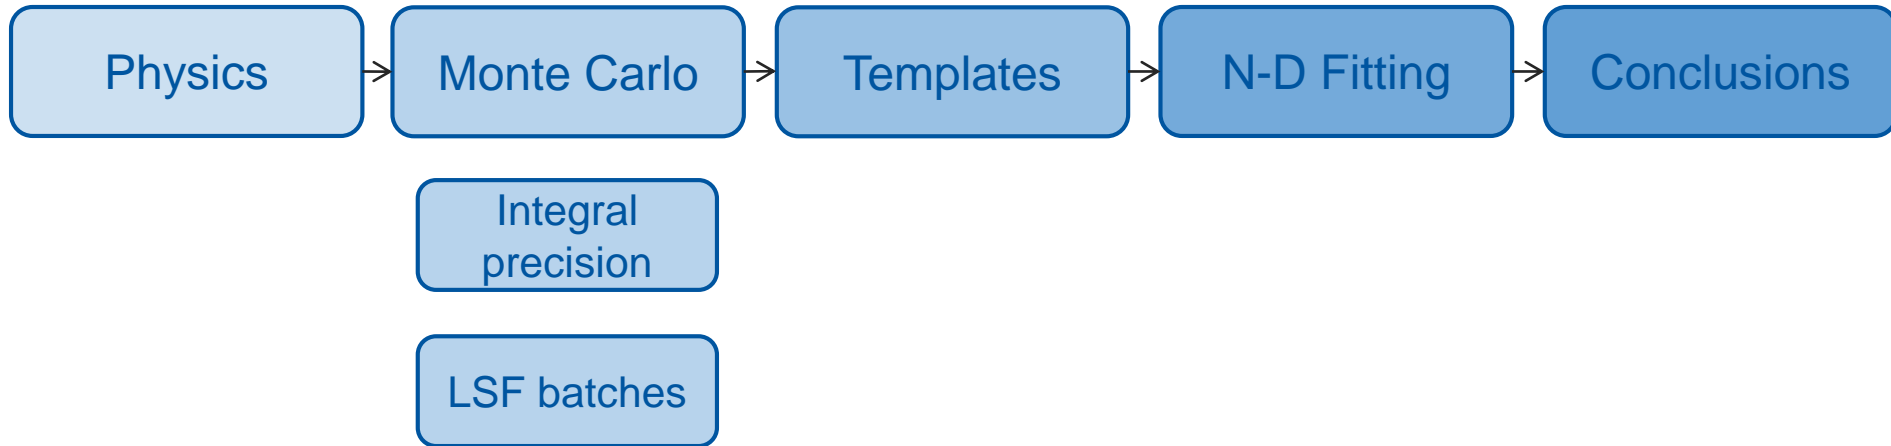 Physics
Monte Carlo
Templates
N-D Fitting
Conclusions
Integral
precision
LSF batches